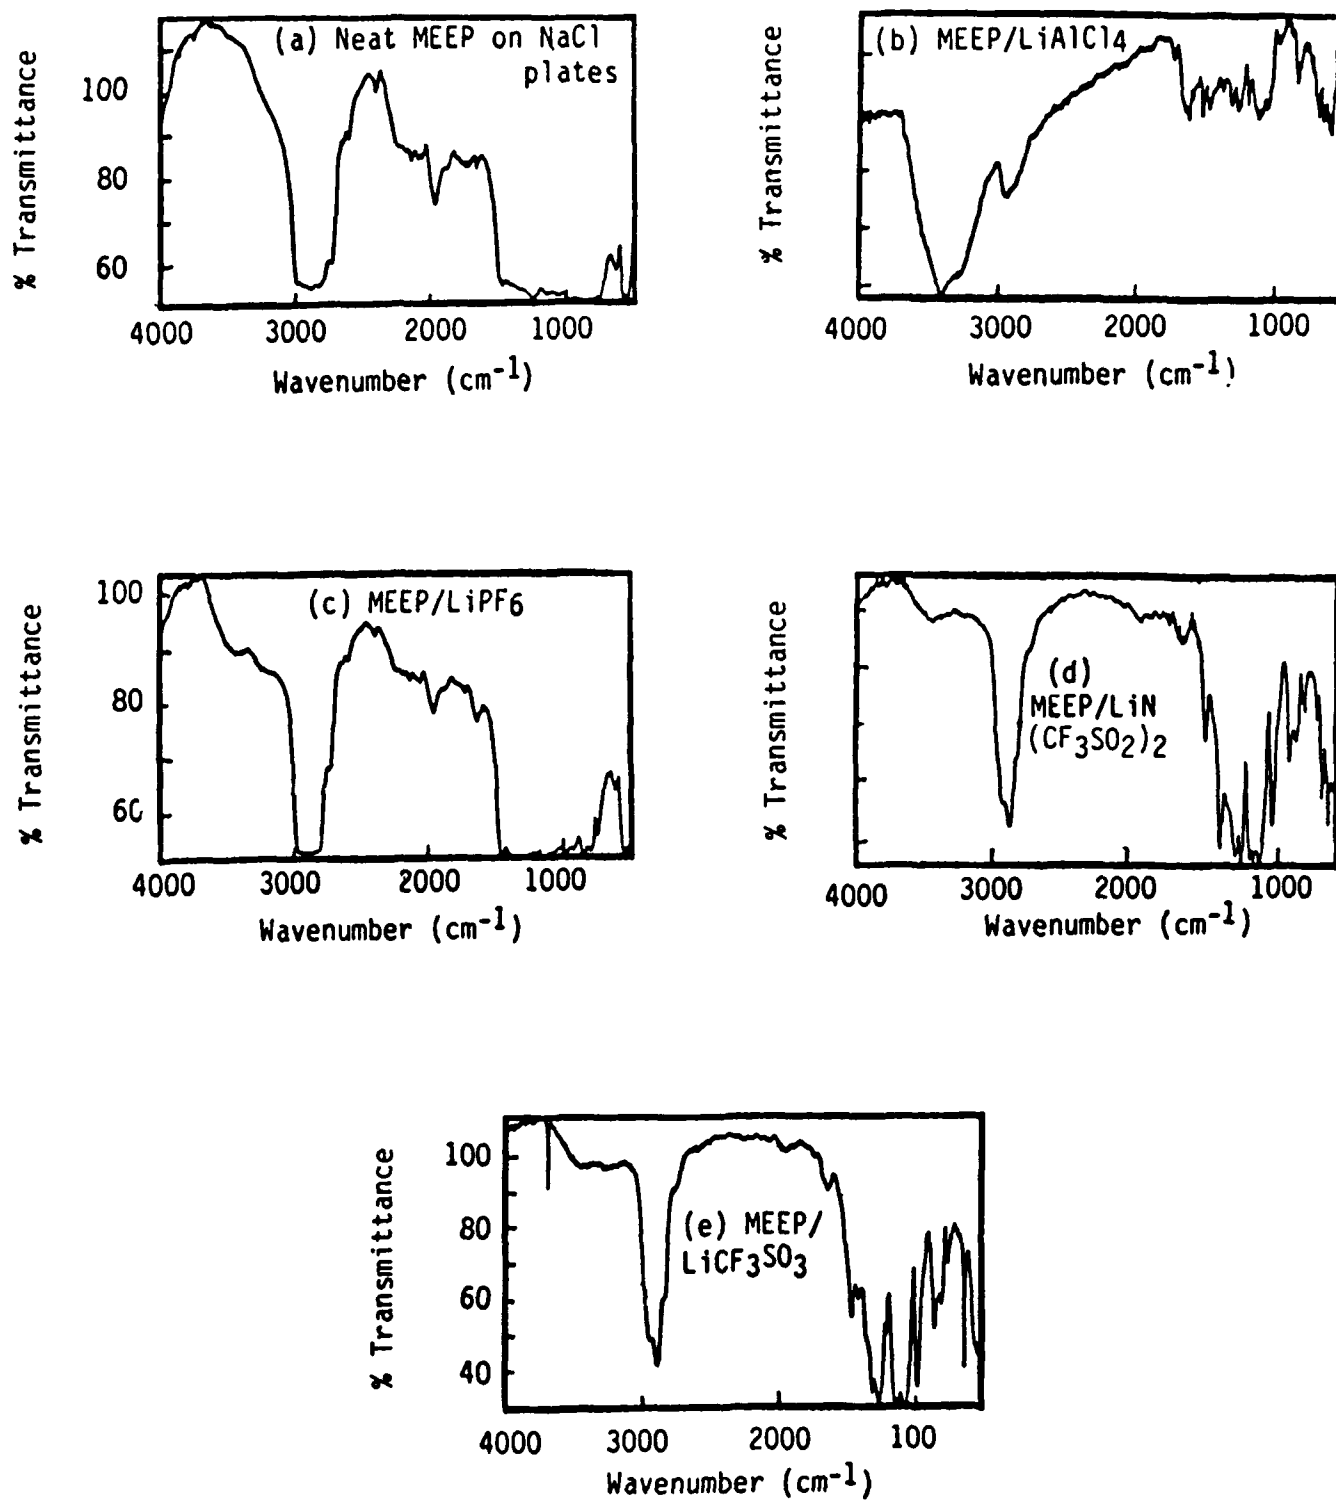 (a) Neat MEEP on NaCl
plates
% Transmittance
100
80
60
4000 3000 2000 1000
Wavenumber (cm-1)
(b) MEEP/LiAlCl4
% Transmittance
4000 3000 2000 1000
Wavenumber (cm-1)
(c) MEEP/LiPF6
% Transmittance
100
80
60
4000 3000 2000 1000
Wavenumber (cm-1)
(d)
MEEP/LiN
(CF3SO2)2
% Transmittance
4000 3000 2000 1000
Wavenumber (cm-1)
(e) MEEP/
LiCF3SO3
% Transmittance
100
80
60
40
4000 3000 2000 100
Wavenumber (cm-1)